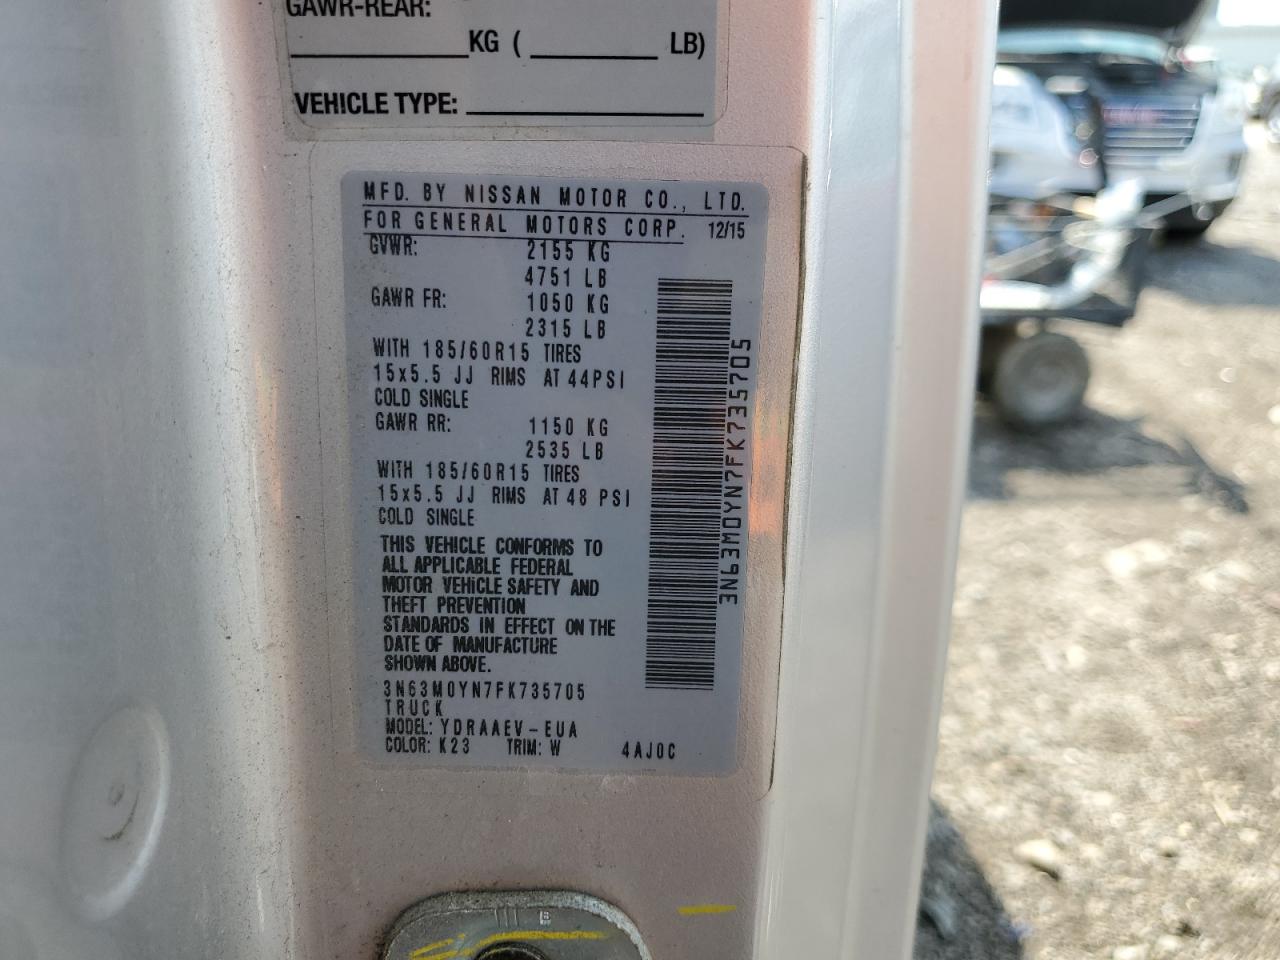 GAWR-REAR:
KG ( LB)
VEHICLE TYPE:
MFD. BY NISSAN MOTOR CO., LTD.
FOR GENERAL MOTORS CORP. 12/15
GVWR: 2155 KG
4751 LB
GAWR FR: 1050 KG
2315 LB
WITH 185/60R15 TIRES
15x5.5 JJ RIMS AT 44PSI
COLD SINGLE
GAWR RR: 1150 KG
2535 LB
WITH 185/60R15 TIRES
15x5.5 JJ RIMS AT 48 PSI
COLD SINGLE
THIS VEHICLE CONFORMS TO
ALL APPLICABLE FEDERAL
MOTOR VEHICLE SAFETY AND
THEFT PREVENTION
STANDARDS IN EFFECT ON THE
DATE OF MANUFACTURE
SHOWN ABOVE.
3N63M0YN7FK735705
TRUCK
MODEL: YDRAAEV-EUA
COLOR: K23 TRIM: W 4AJ0C
3N63M0YN7FK735705